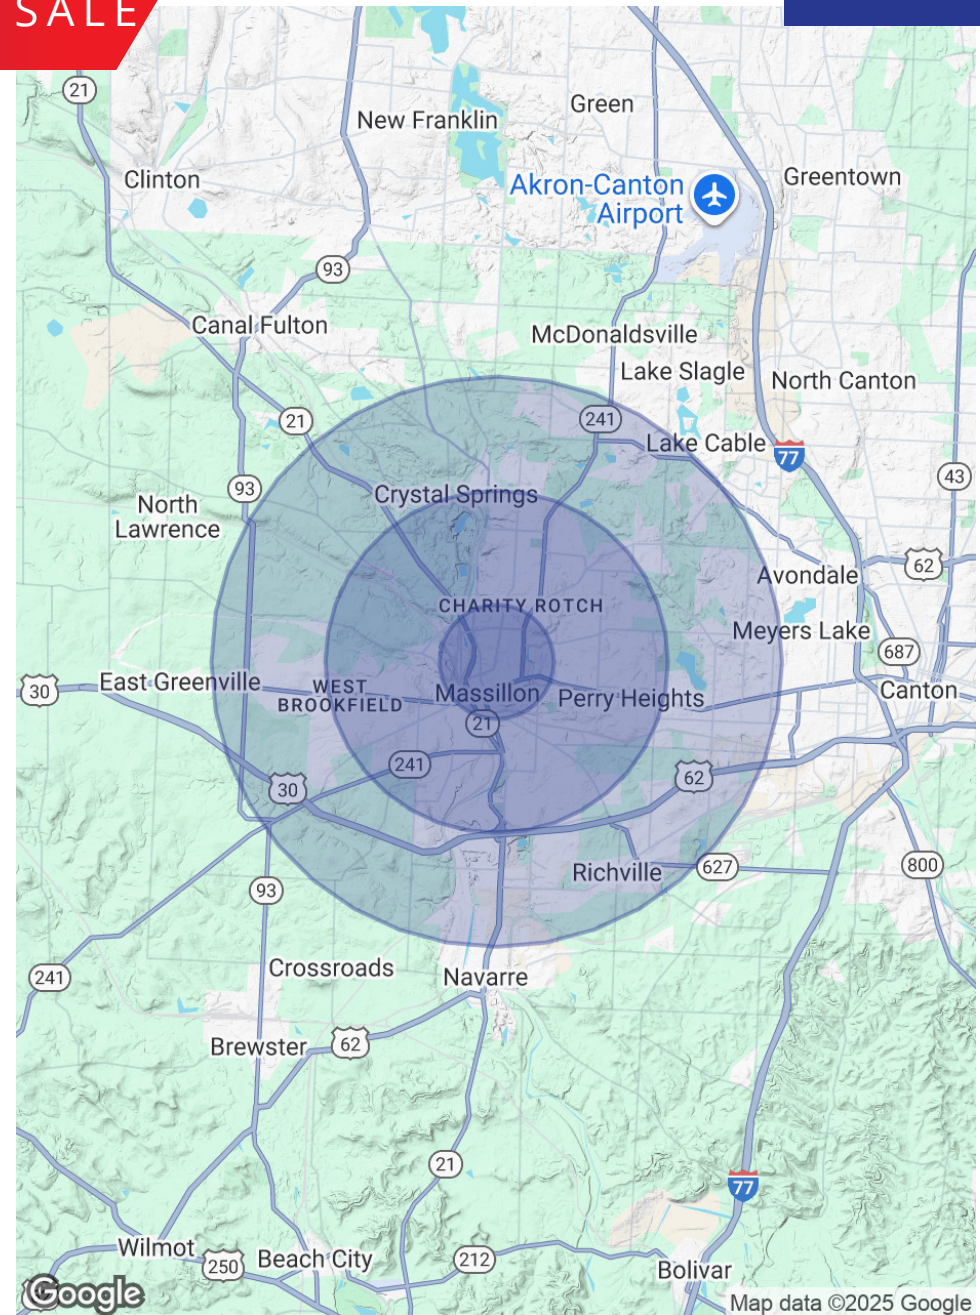 SALE
21
New Franklin
Green
Clinton
Akron-Canton
Airport
Greentown
93
Canal Fulton
McDonaldsville
Lake Slagle
North Canton
21
241
Lake Cable
77
93
Crystal Springs
43
North
Lawrence
62
Avondale
CHARITY ROTCH
Meyers Lake
687
30
East Greenville
WEST
BROOKFIELD
Massillon
Perry Heights
Canton
21
241
62
30
Richville
627
800
93
241
Crossroads
Navarre
Brewster
62
21
77
Wilmot
250
Beach City
212
Bolivar
Google
Map data ©2025 Google